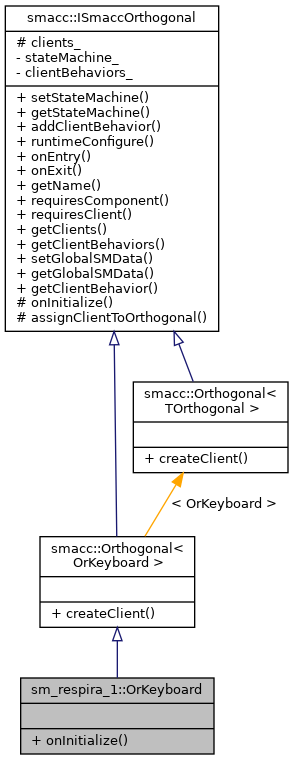 smacc::ISmaccOrthogonal
# clients_
- stateMachine_
- clientBehaviors_
+ setStateMachine()
+ getStateMachine()
+ addClientBehavior()
+ runtimeConfigure()
+ onEntry()
+ onExit()
+ getName()
+ requiresComponent()
+ requiresClient()
+ getClients()
+ getClientBehaviors()
+ setGlobalSMData()
+ getGlobalSMData()
+ getClientBehavior()
# onInitialize()
# assignClientToOrthogonal()
smacc::Orthogonal<
TOrthogonal >
+ createClient()
< OrKeyboard >
smacc::Orthogonal<
OrKeyboard >
+ createClient()
sm_respira_1::OrKeyboard
+ onInitialize()